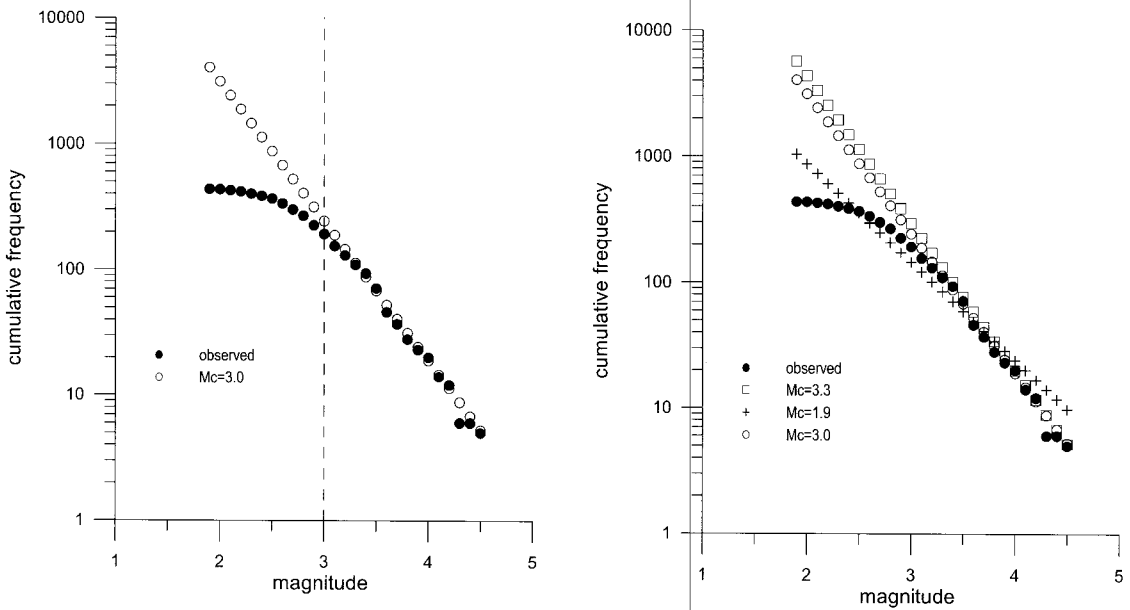 10000
1000
100
10
1
cumulative frequency
observed
Mc=3.0
1 2 3 4 5
magnitude
10000
1000
100
10
1
cumulative frequency
observed
Mc=3.3
Mc=1.9
Mc=3.0
1 2 3 4 5
magnitude